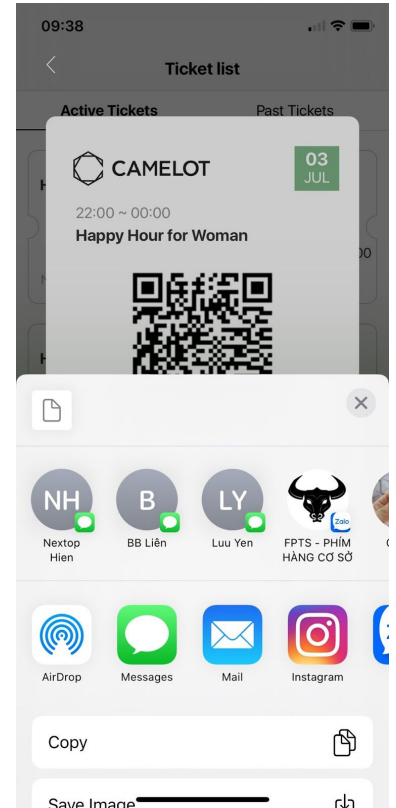 09:38
Ticket list
Active Tickets Past Tickets
CAMELOT
03
JUL
22:00 ~ 00:00
Happy Hour for Woman
NH
B
LY
Zalo
Nextop
Hien
BB Liên
Luu Yen
FPTS - PHÍM
HÀNG CƠ SỞ
AirDrop
Messages
Mail
Instagram
Copy
Save Image